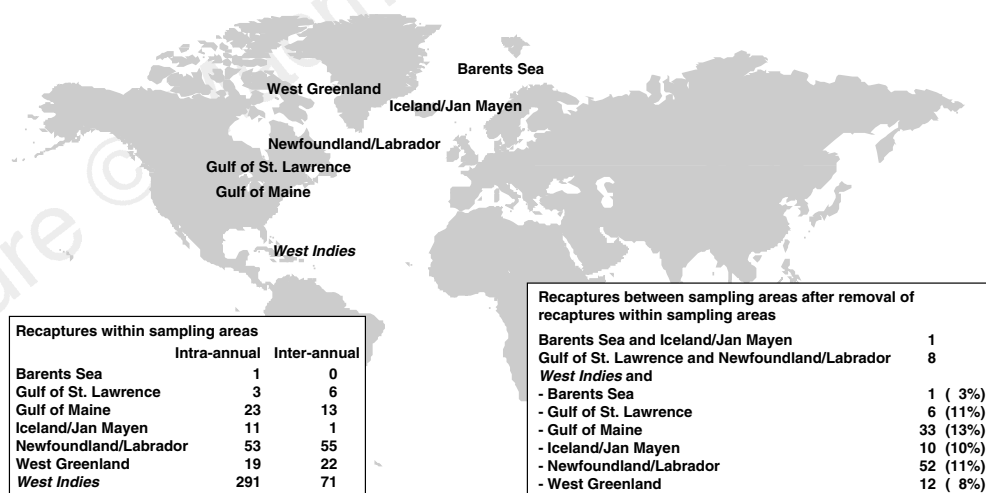 Barents Sea
West Greenland
Iceland/Jan Mayen
Newfoundland/Labrador
Gulf of St. Lawrence
Gulf of Maine
West Indies
Recaptures within sampling areas
Intra-annual Inter-annual
Barents Sea 1 0
Gulf of St. Lawrence 3 6
Gulf of Maine 23 13
Iceland/Jan Mayen 11 1
Newfoundland/Labrador 53 55
West Greenland 19 22
West Indies 291 71
Recaptures between sampling areas after removal of
recaptures within sampling areas
Barents Sea and Iceland/Jan Mayen 1
Gulf of St. Lawrence and Newfoundland/Labrador 8
West Indies and
- Barents Sea 1 ( 3%)
- Gulf of St. Lawrence 6 (11%)
- Gulf of Maine 33 (13%)
- Iceland/Jan Mayen 10 (10%)
- Newfoundland/Labrador 52 (11%)
- West Greenland 12 ( 8%)